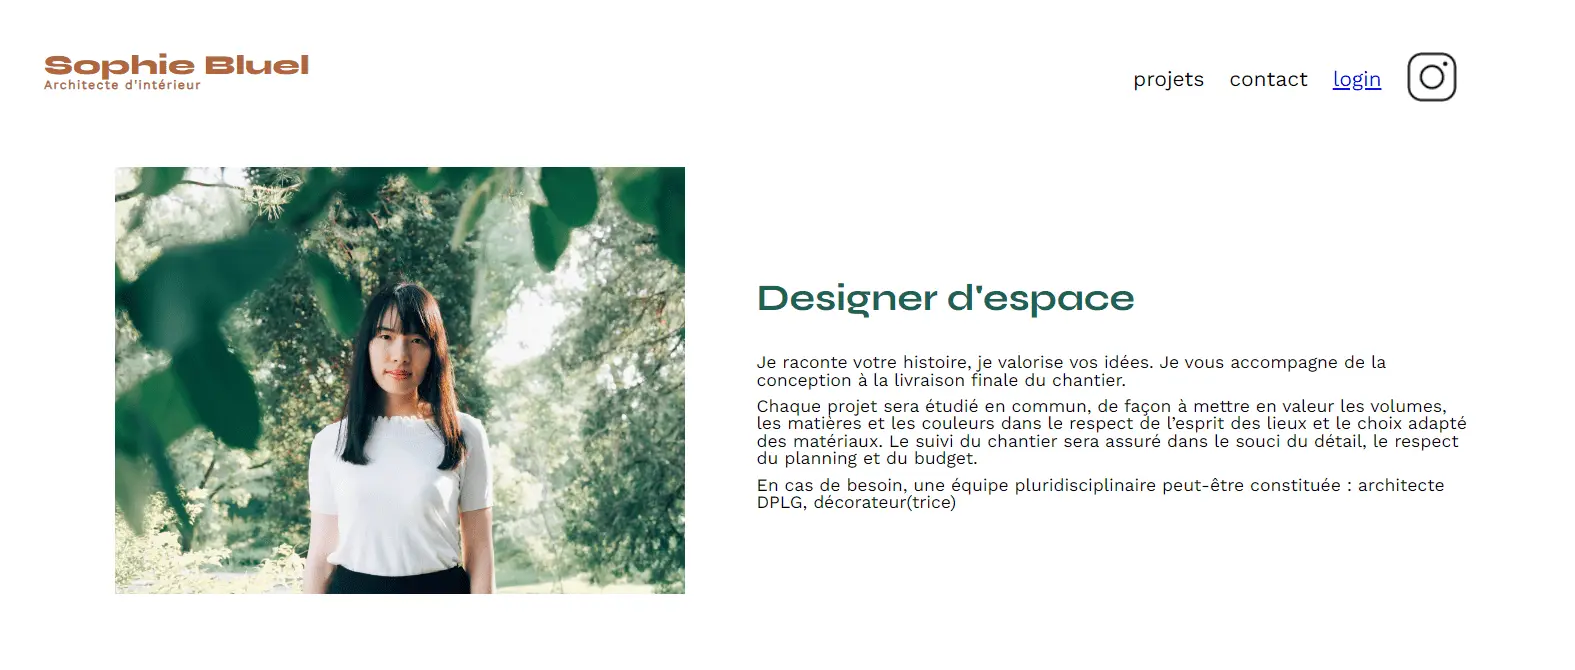 Sophie Bluel
Architecte d'intérieur
projets contact login
Designer d'espace
Je raconte votre histoire, je valorise vos idées. Je vous accompagne de la
conception à la livraison finale du chantier.
Chaque projet sera étudié en commun, de façon à mettre en valeur les volumes,
les matières et les couleurs dans le respect de l’esprit des lieux et le choix adapté
des matériaux. Le suivi du chantier sera assuré dans le souci du détail, le respect
du planning et du budget.
En cas de besoin, une équipe pluridisciplinaire peut-être constituée : architecte
DPLG, décorateur(trice)